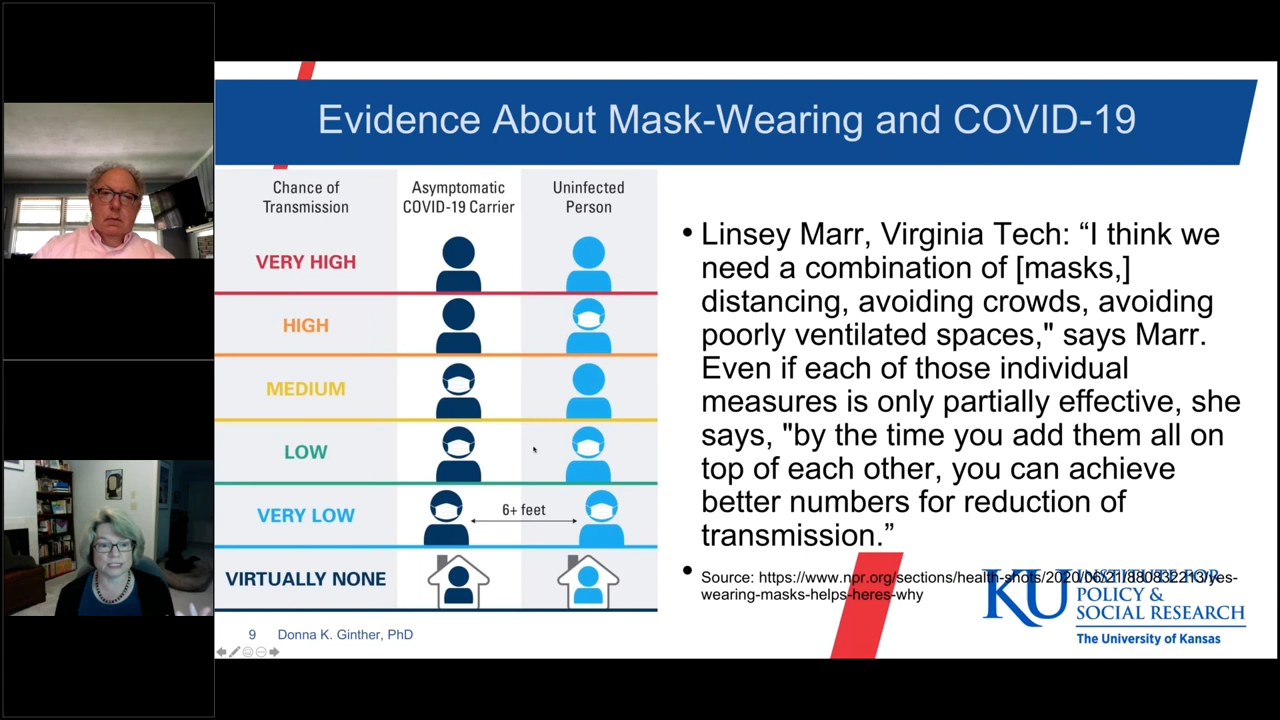 Evidence About Mask-Wearing and COVID-19
Chance of
Transmission
Asymptomatic
COVID-19 Carrier
Uninfected
Person
VERY HIGH
HIGH
MEDIUM
LOW
VERY LOW
6+ feet
VIRTUALLY NONE
• Linsey Marr, Virginia Tech: “I think we
need a combination of [masks,]
distancing, avoiding crowds, avoiding
poorly ventilated spaces," says Marr.
Even if each of those individual
measures is only partially effective, she
says, "by the time you add them all on
top of each other, you can achieve
better numbers for reduction of
transmission.”
• Source: https://www.npr.org/sections/health-shots/2020/06/21/880832213/yes-
wearing-masks-helps-heres-why
9 Donna K. Ginther, PhD
KU
INSTITUTE FOR
POLICY &
SOCIAL RESEARCH
The University of Kansas